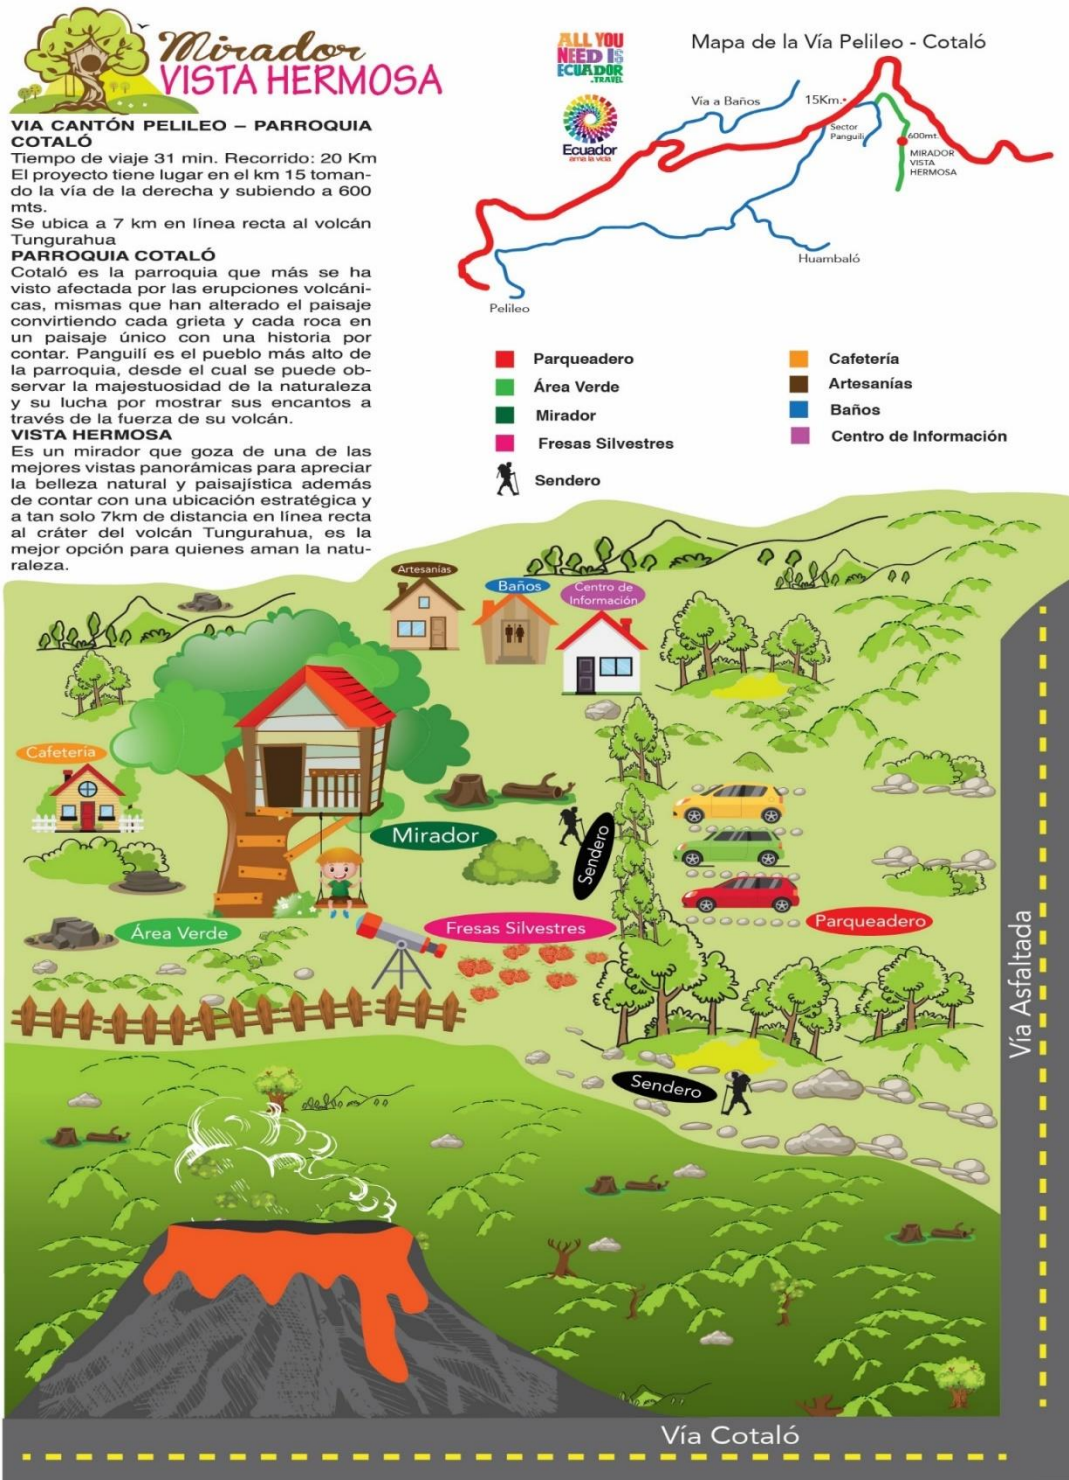 Mirador
VISTA HERMOSA
VIA CANTÓN PELILEO – PARROQUIA
COTALÓ
Tiempo de viaje 31 min. Recorrido: 20 Km
El proyecto tiene lugar en el km 15 toman-
do la vía de la derecha y subiendo a 600
mts.
Se ubica a 7 km en línea recta al volcán
Tungurahua
PARROQUIA COTALÓ
Cotaló es la parroquia que más se ha
visto afectada por las erupciones volcáni-
cas, mismas que han alterado el paisaje
convirtiendo cada grieta y cada roca en
un paisaje único con una historia por
contar. Panguilí es el pueblo más alto de
la parroquia, desde el cual se puede ob-
servar la majestuosidad de la naturaleza
y su lucha por mostrar sus encantos a
través de la fuerza de su volcán.
VISTA HERMOSA
Es un mirador que goza de una de las
mejores vistas panorámicas para apreciar
la belleza natural y paisajística además
de contar con una ubicación estratégica y
a tan solo 7km de distancia en línea recta
al cráter del volcán Tungurahua, es la
mejor opción para quienes aman la natu-
raleza.
ALL YOU
NEED IS
ECUADOR
.TRAVEL
Ecuador
ama la vida
Mapa de la Vía Pelileo - Cotaló
Vía a Baños
15Km.
Sector
Panguilí
600mt.
MIRADOR
VISTA
HERMOSA
Huambaló
Pelileo
Parqueadero
Área Verde
Mirador
Fresas Silvestres
Sendero
Cafetería
Artesanías
Baños
Centro de Información
Artesanías
Baños
Centro de
Información
Cafetería
Mirador
Sendero
Área Verde
Fresas Silvestres
Parqueadero
Sendero
Vía Asfaltada
Vía Cotaló